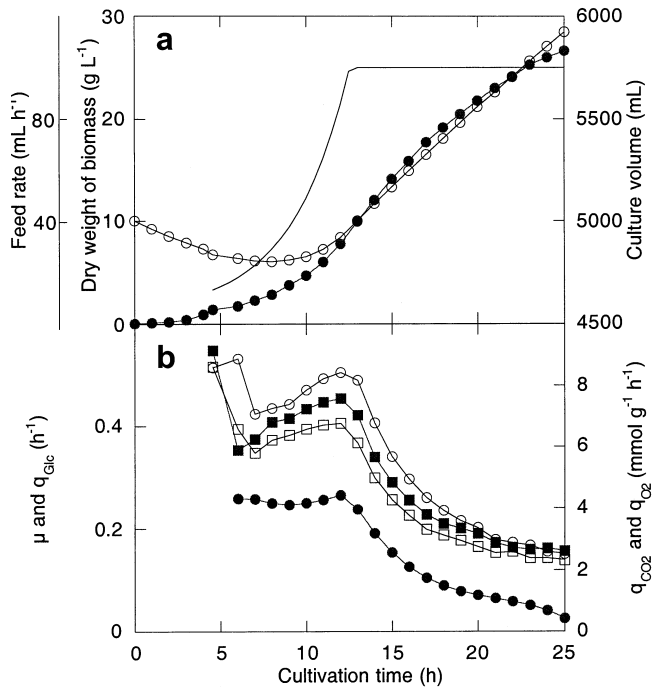 a
30
20
10
0
80
40
Feed rate (mL h⁻¹)
Dry weight of biomass (g L⁻¹)
6000
5500
5000
4500
Culture volume (mL)
b
0.4
0.2
0
μ and q_Glc (h⁻¹)
8
6
4
2
0
q_CO2 and q_O2 (mmol g⁻¹ h⁻¹)
0 5 10 15 20 25
Cultivation time (h)